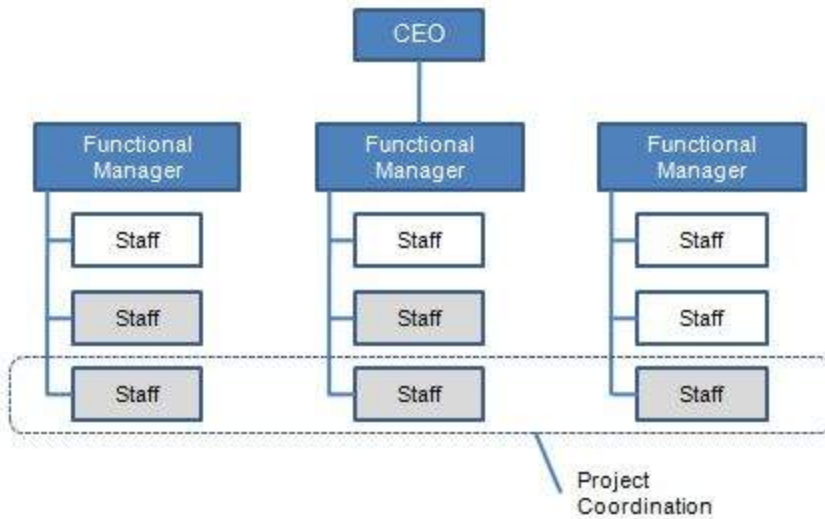 CEO
Functional
Manager
Functional
Manager
Functional
Manager
Staff
Staff
Staff
Staff
Staff
Staff
Staff
Staff
Staff
Project
Coordination